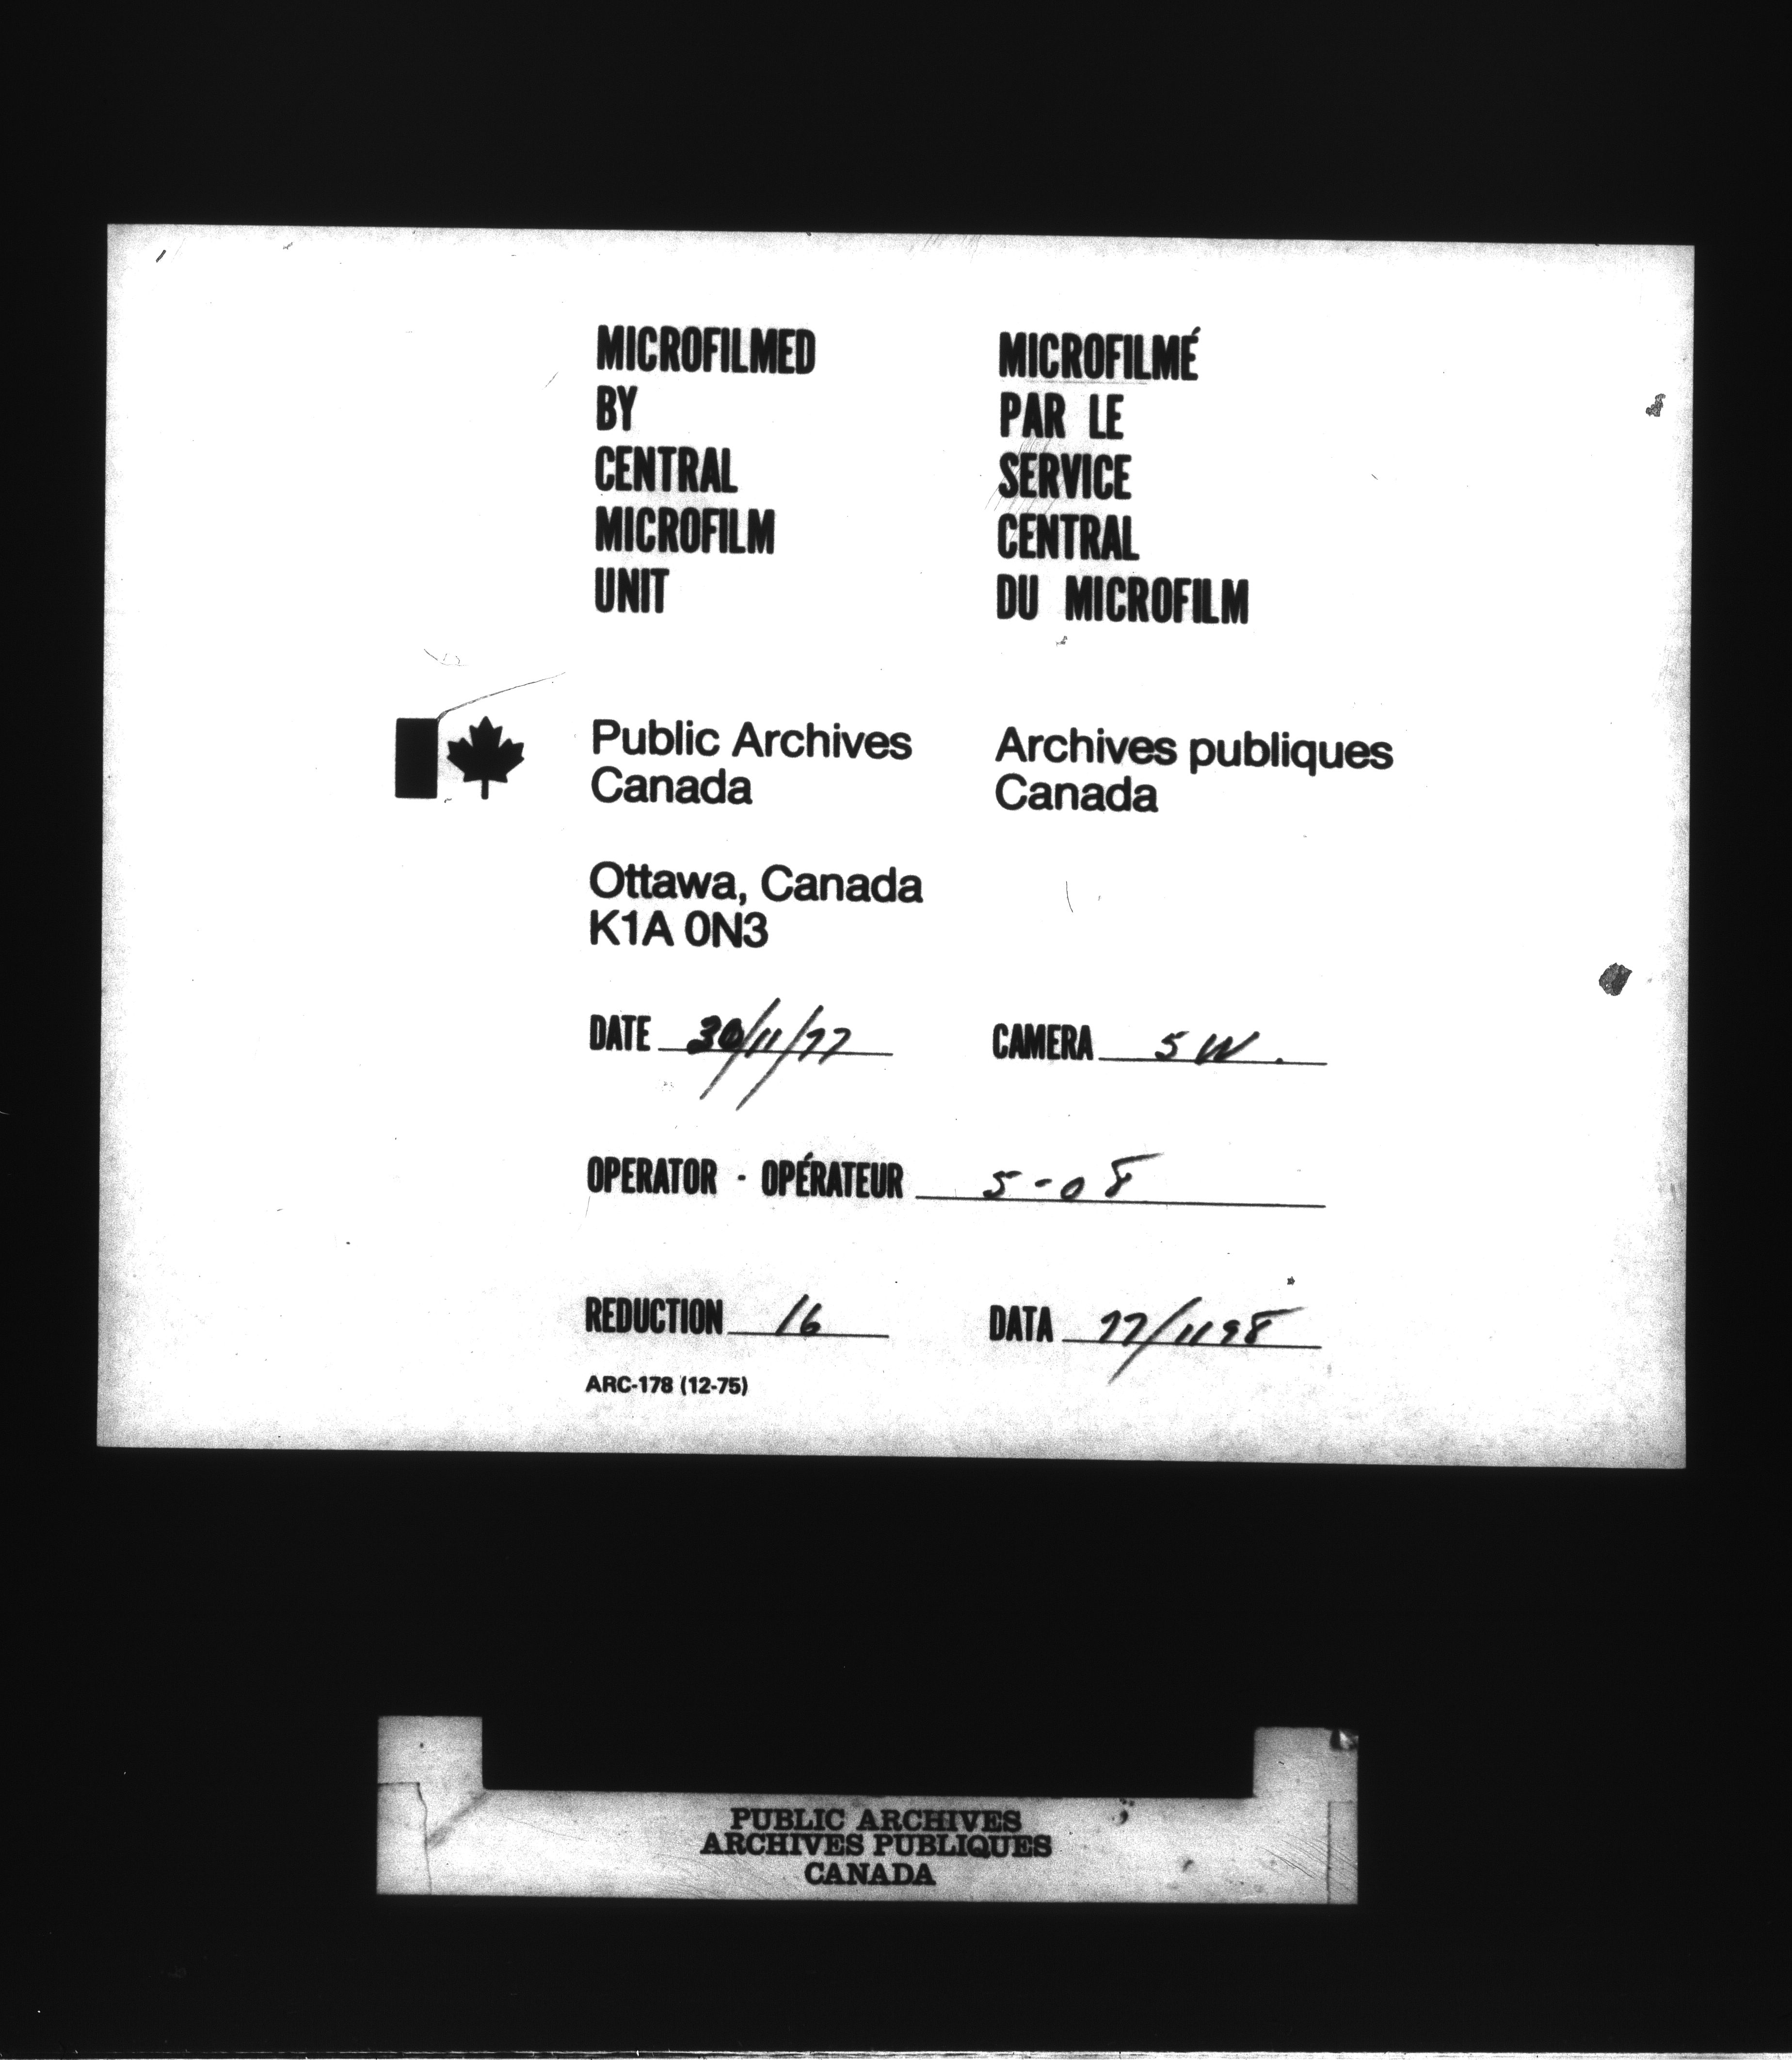 MICROFILMED
BY
CENTRAL
MICROFILM
UNIT
MICROFILMÉ
PAR LE
SERVICE
CENTRAL
DU MICROFILM
Public Archives
Canada
Archives publiques
Canada
Ottawa, Canada
K1A 0N3
DATE 30/11/77
CAMERA 5 W.
OPERATOR - OPÉRATEUR 5-08
REDUCTION 16
DATA 77/1198
ARC-178 (12-75)
PUBLIC ARCHIVES
ARCHIVES PUBLIQUES
CANADA